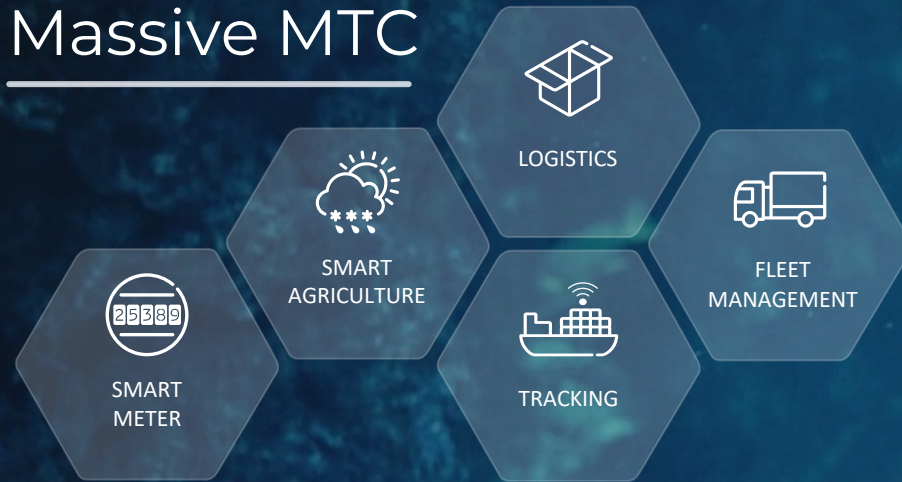 Massive MTC
LOGISTICS
SMART
AGRICULTURE
FLEET
MANAGEMENT
25389
SMART
METER
TRACKING